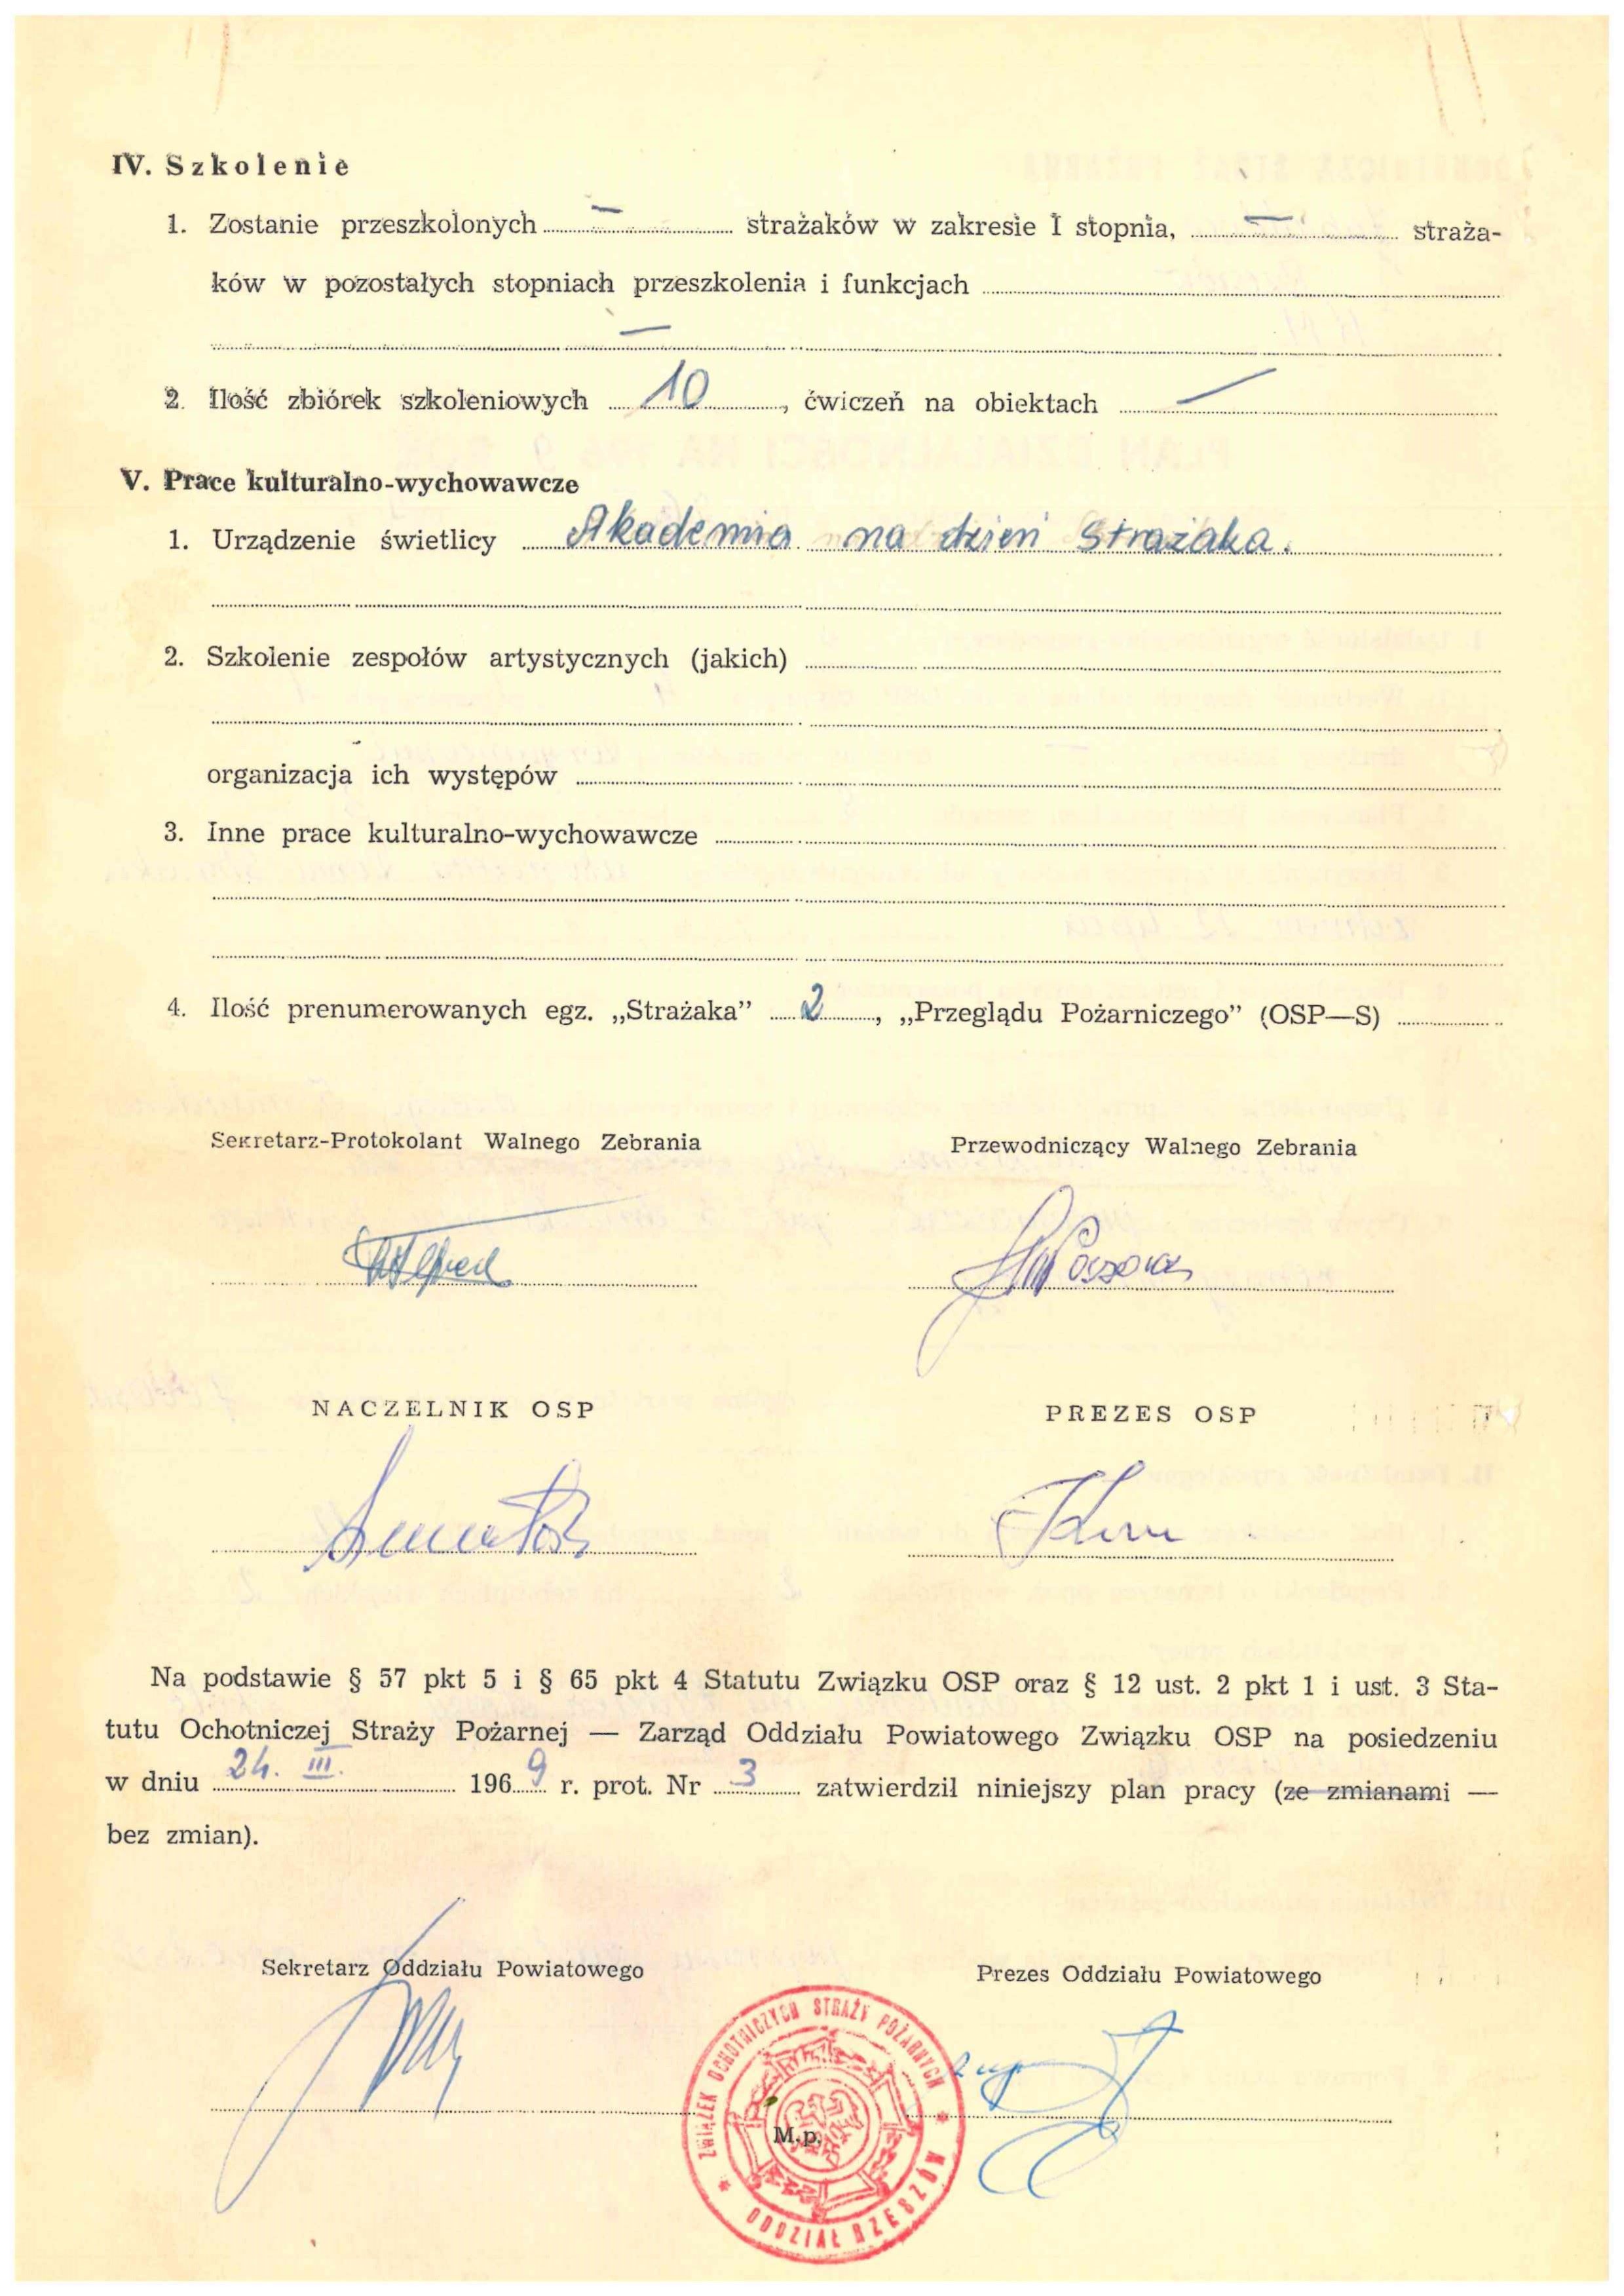 IV. Szkolenie
1. Zostanie przeszkolonych — strażaków w zakresie I stopnia, — straża-
ków w pozostałych stopniach przeszkolenia i funkcjach
—
2. Ilość zbiórek szkoleniowych 10, ćwiczeń na obiektach —
V. Prace kulturalno-wychowawcze
1. Urządzenie świetlicy Akademia na dzień Strażaka.
2. Szkolenie zespołów artystycznych (jakich)
organizacja ich występów
3. Inne prace kulturalno-wychowawcze
4. Ilość prenumerowanych egz. „Strażaka” 2, „Przeglądu Pożarniczego” (OSP—S)
Sekretarz-Protokolant Walnego Zebrania Przewodniczący Walnego Zebrania
NACZELNIK OSP PREZES OSP
Na podstawie § 57 pkt 5 i § 65 pkt 4 Statutu Związku OSP oraz § 12 ust. 2 pkt 1 i ust. 3 Sta-
tutu Ochotniczej Straży Pożarnej — Zarząd Oddziału Powiatowego Związku OSP na posiedzeniu
w dniu 24. III. 1969 r. prot. Nr 3 zatwierdził niniejszy plan pracy (ze zmianami —
bez zmian).
Sekretarz Oddziału Powiatowego Prezes Oddziału Powiatowego
ZWIĄZEK OCHOTNICZYCH STRAŻY POŻARNYCH
M.p.
ODDZIAŁ RZESZÓW